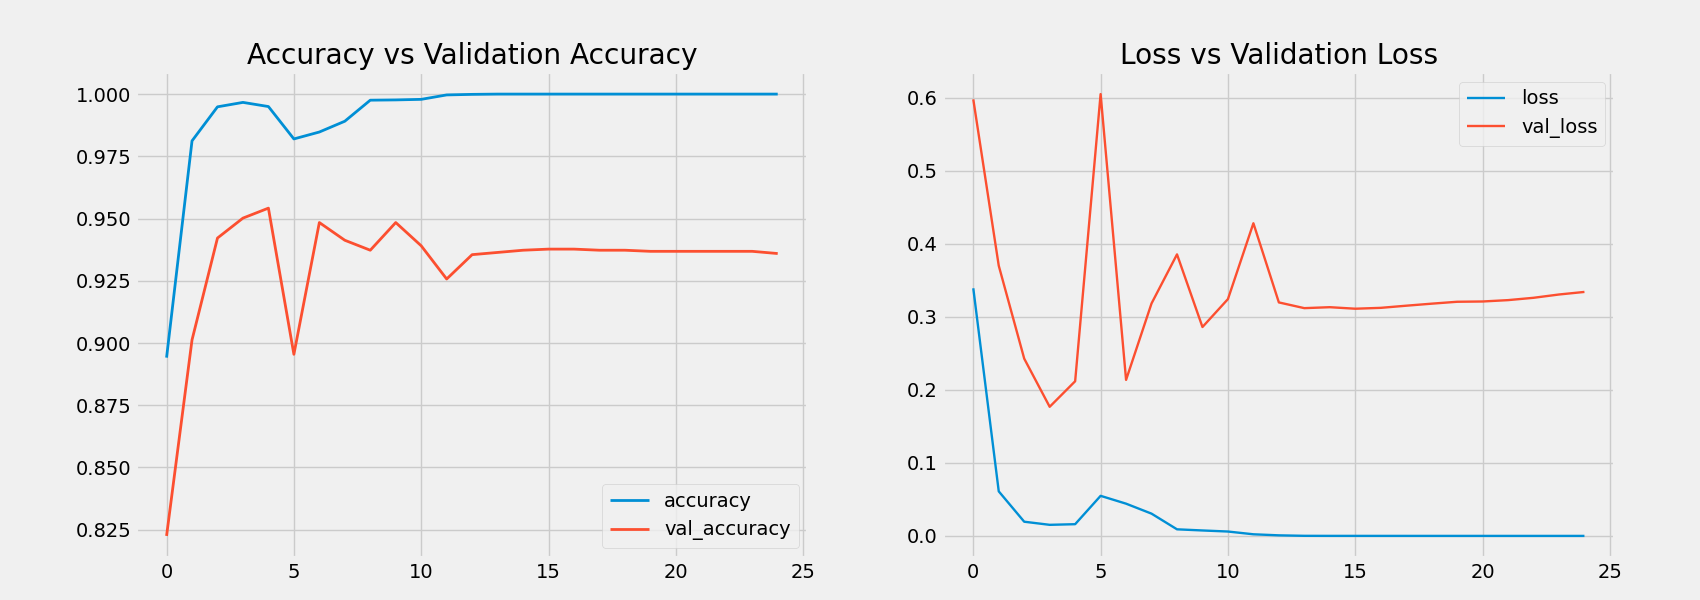 Accuracy vs Validation Accuracy
1.000
0.975
0.950
0.925
0.900
0.875
0.850
0.825
0 5 10 15 20 25
accuracy
val_accuracy
Loss vs Validation Loss
0.6
0.5
0.4
0.3
0.2
0.1
0.0
0 5 10 15 20 25
loss
val_loss